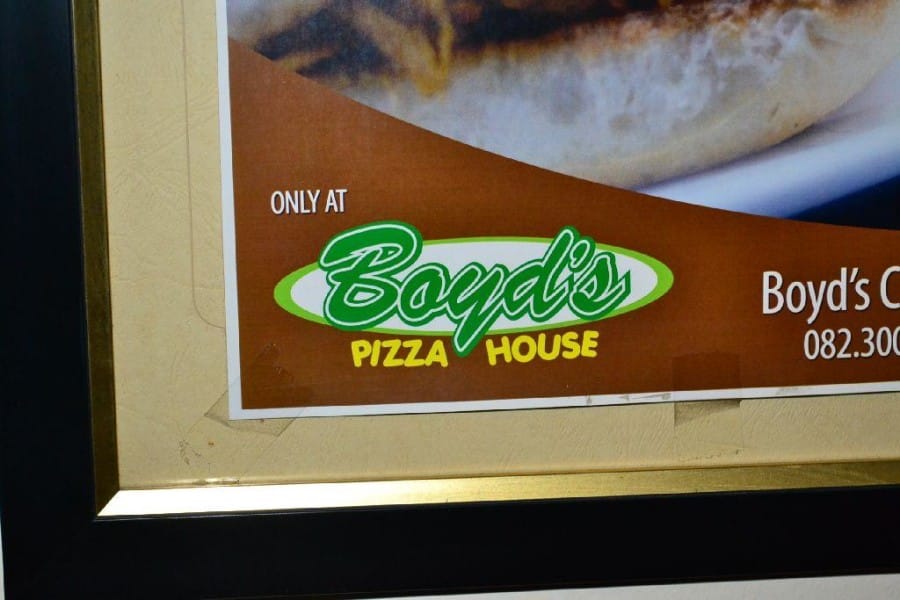 ONLY AT
Boyd's
PIZZA HOUSE
Boyd's C
082.300